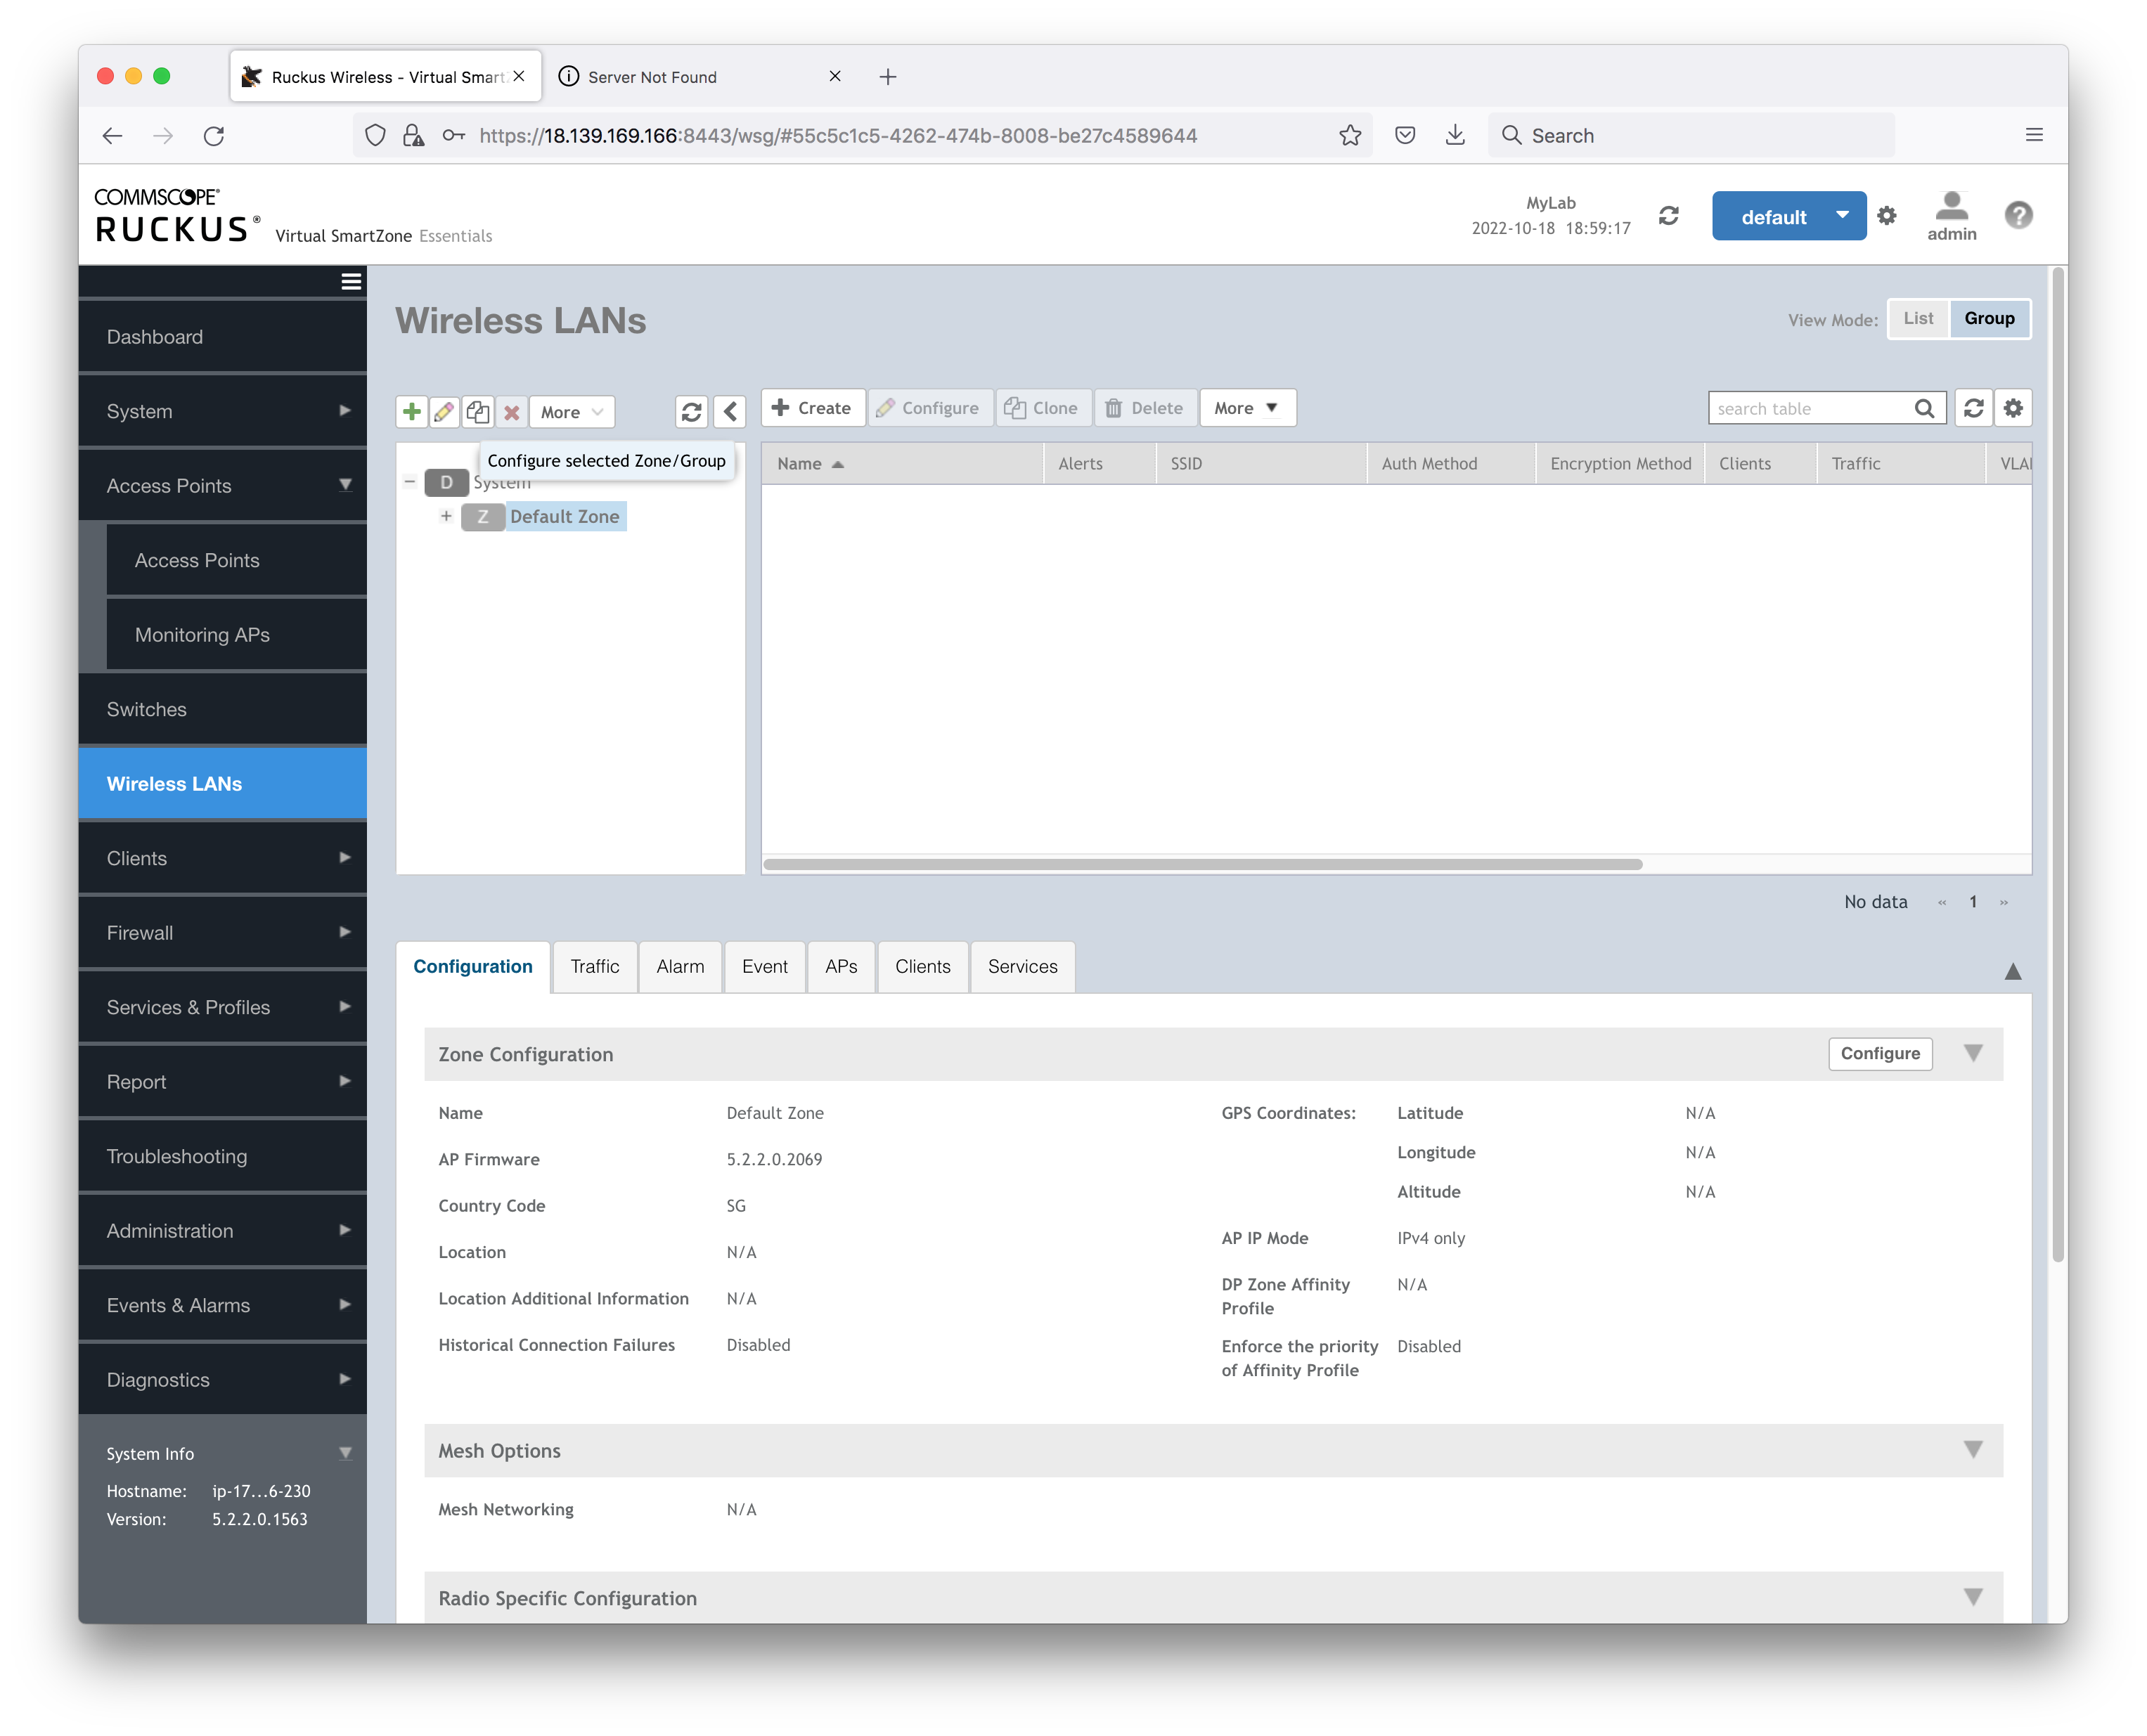 Ruckus Wireless - Virtual Smart
Server Not Found
https://18.139.169.166:8443/wsg/#55c5c1c5-4262-474b-8008-be27c4589644
Search
COMMSCOPE®
RUCKUS® Virtual SmartZone Essentials
MyLab
2022-10-18 18:59:17
default
admin
Wireless LANs
View Mode: List Group
Dashboard
System
Access Points
Access Points
Monitoring APs
Switches
Wireless LANs
Clients
Firewall
Services & Profiles
Report
Troubleshooting
Administration
Events & Alarms
Diagnostics
System Info
Hostname: ip-17...6-230
Version: 5.2.2.0.1563
More
Configure selected Zone/Group
D System
Z Default Zone
Create Configure Clone Delete More
search table
Name Alerts SSID Auth Method Encryption Method Clients Traffic VLA
No data « 1 »
Configuration Traffic Alarm Event APs Clients Services
Zone Configuration Configure
Name Default Zone
AP Firmware 5.2.2.0.2069
Country Code SG
Location N/A
Location Additional Information N/A
Historical Connection Failures Disabled
GPS Coordinates: Latitude N/A
Longitude N/A
Altitude N/A
AP IP Mode IPv4 only
DP Zone Affinity Profile N/A
Enforce the priority of Affinity Profile Disabled
Mesh Options
Mesh Networking N/A
Radio Specific Configuration